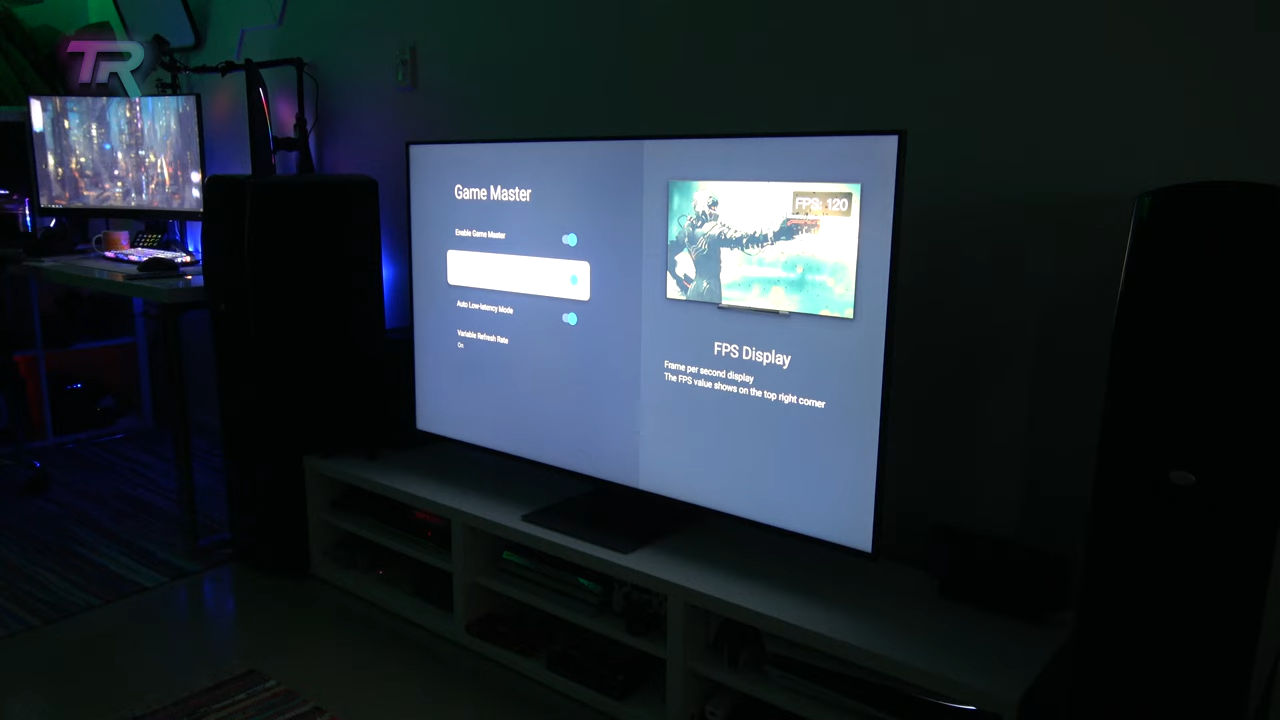 TR
Game Master
Enable Game Master
Auto Low-latency Mode
Variable Refresh Rate
On
FPS: 120
FPS Display
Frame per second display
The FPS value shows on the top right corner